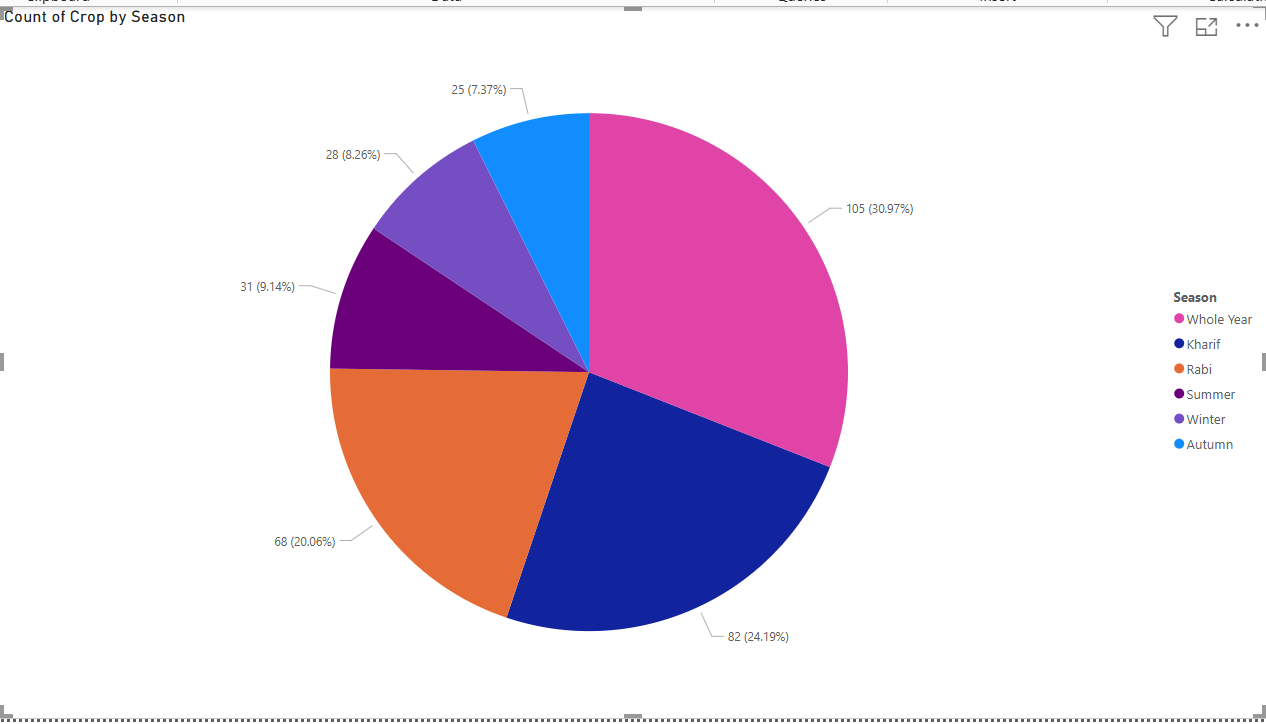 Count of Crop by Season
25 (7.37%)
28 (8.26%)
105 (30.97%)
31 (9.14%)
68 (20.06%)
82 (24.19%)
Season
Whole Year
Kharif
Rabi
Summer
Winter
Autumn